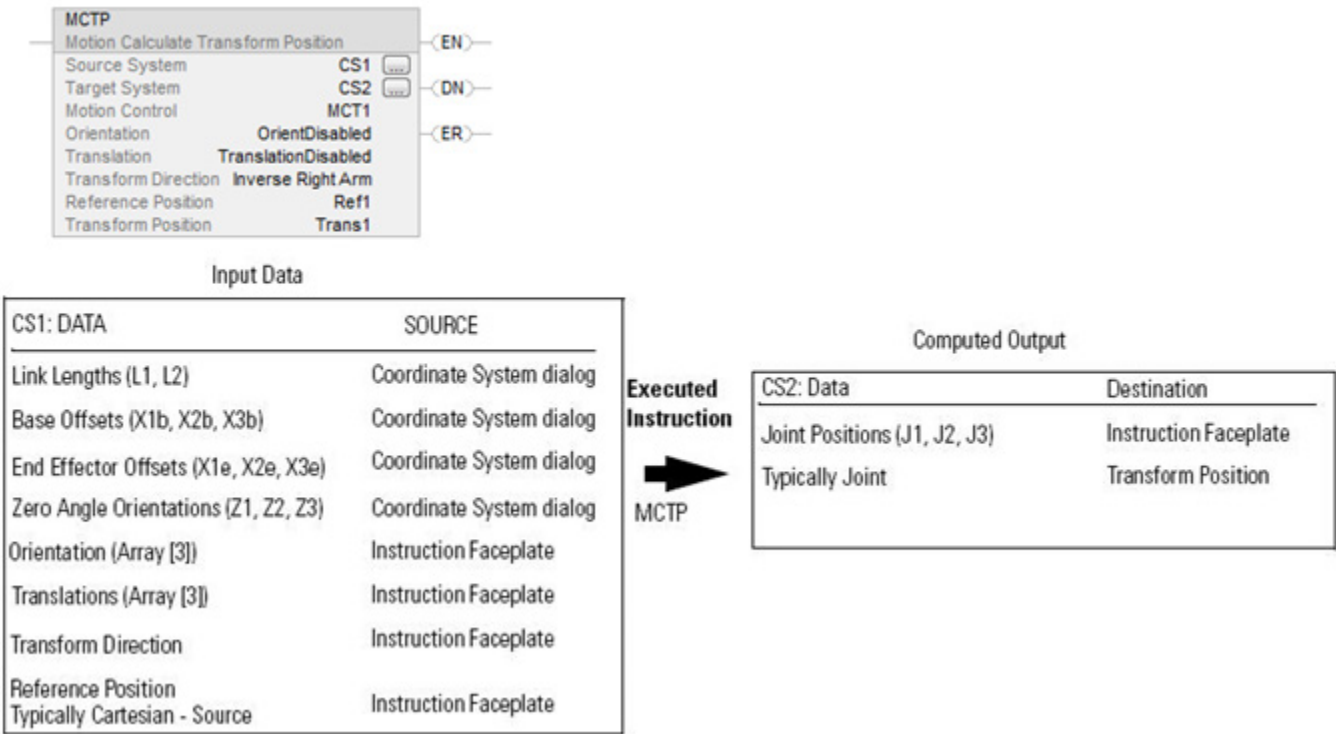 MCTP
Motion Calculate Transform Position
EN
Source System CS1 ...
Target System CS2 ...
DN
Motion Control MCT1
Orientation OrientDisabled
ER
Translation TranslationDisabled
Transform Direction Inverse Right Arm
Reference Position Ref1
Transform Position Trans1
Input Data
CS1: DATA SOURCE
Link Lengths (L1, L2) Coordinate System dialog
Base Offsets (X1b, X2b, X3b) Coordinate System dialog
End Effector Offsets (X1e, X2e, X3e) Coordinate System dialog
Zero Angle Orientations (Z1, Z2, Z3) Coordinate System dialog
Orientation (Array [3]) Instruction Faceplate
Translations (Array [3]) Instruction Faceplate
Transform Direction Instruction Faceplate
Reference Position
Typically Cartesian - Source Instruction Faceplate
Executed
Instruction
MCTP
Computed Output
CS2: Data Destination
Joint Positions (J1, J2, J3) Instruction Faceplate
Typically Joint Transform Position